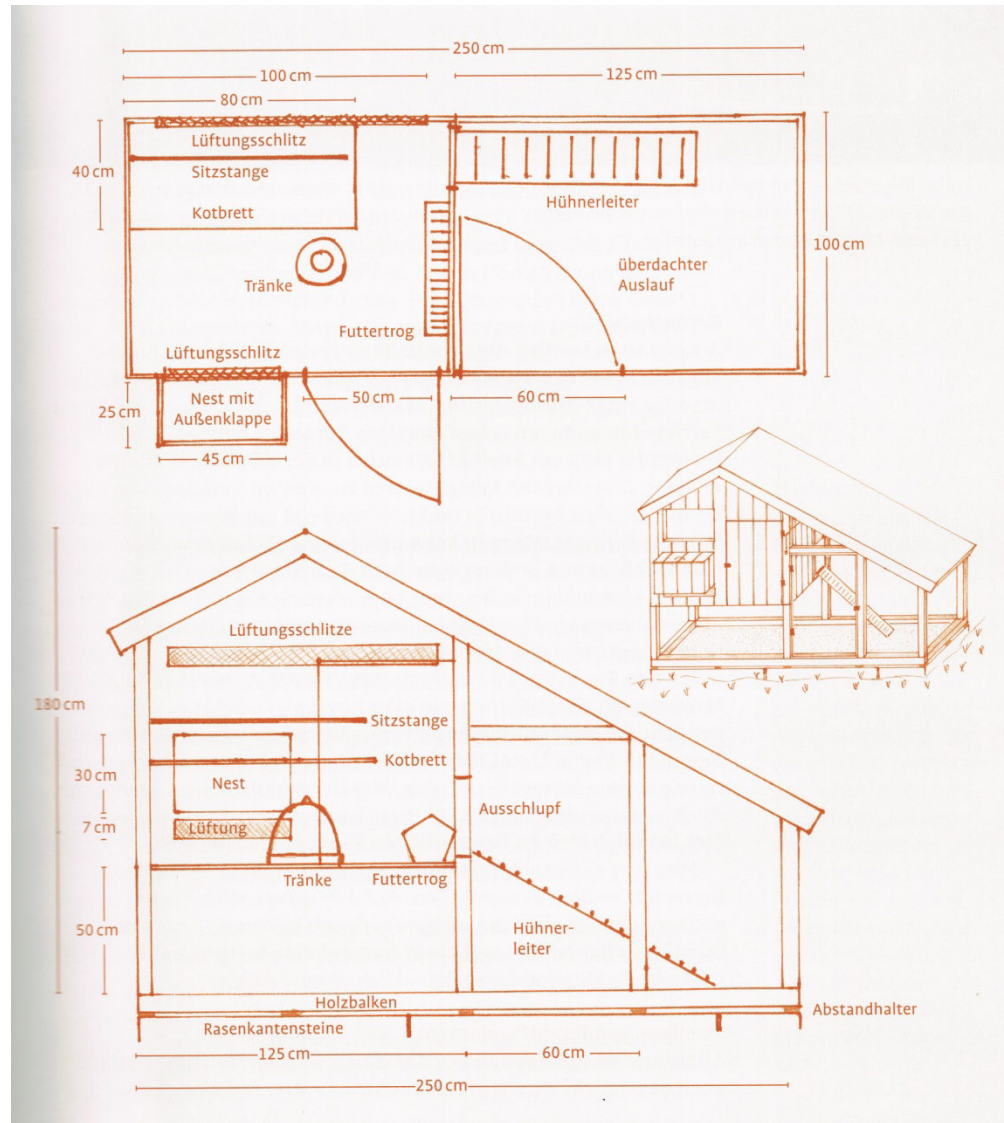 250 cm
100 cm
125 cm
80 cm
Lüftungsschlitz
40 cm
Sitzstange
Kotbrett
Hühnerleiter
100 cm
überdachter
Auslauf
Tränke
Futtertrog
Lüftungsschlitz
25 cm
Nest mit
Außenklappe
50 cm
60 cm
45 cm
Lüftungsschlitze
180 cm
Sitzstange
Kotbrett
30 cm
Nest
Ausschlupf
7 cm
Lüftung
Tränke
Futtertrog
50 cm
Hühner-
leiter
Holzbalken
Abstandhalter
Rasenkantensteine
125 cm
60 cm
250 cm